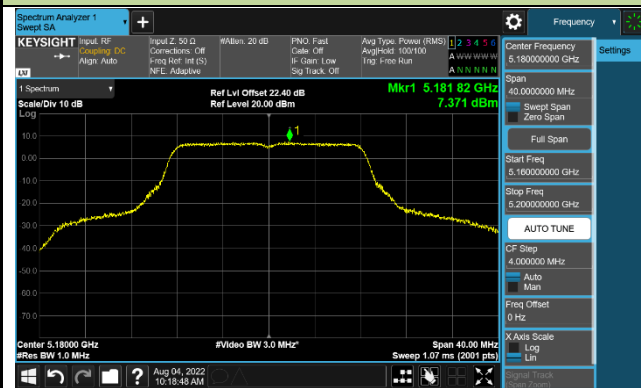 Spectrum Analyzer 1
Swept SA
Frequency
KEYSIGHT
Input: RF
Coupling: DC
Align: Auto
Input Z: 50 Ω
Corrections: Off
Freq Ref: Int (S)
NFE: Adaptive
#Atten: 20 dB
PNO: Fast
Gate: Off
IF Gain: Low
Sig Track: Off
Avg Type: Power (RMS)
Avg|Hold: 100/100
Trig: Free Run
1 2 3 4 5 6
A W W W W W
A N N N N N
LXI
1 Spectrum
Scale/Div 10 dB
Log
Ref Lvl Offset 22.40 dB
Ref Level 20.00 dBm
Mkr1 5.181 82 GHz
7.371 dBm
1
10.0
0.00
10.0
20.0
30.0
40.0
-50.0
60.0
70.0
Center 5.18000 GHz
#Res BW 1.0 MHz
#Video BW 3.0 MHz*
Span 40.00 MHz
Sweep 1.07 ms (2001 pts)
Center Frequency
5.180000000 GHz
Settings
Span
40.0000000 MHz
Swept Span
Zero Span
Full Span
Start Freq
5.160000000 GHz
Stop Freq
5.200000000 GHz
AUTO TUNE
CF Step
4.000000 MHz
Auto
Man
Freq Offset
0 Hz
X Axis Scale
Log
Lin
Signal Track
(Span Zoom)
?
Aug 04, 2022
10:18:48 AM